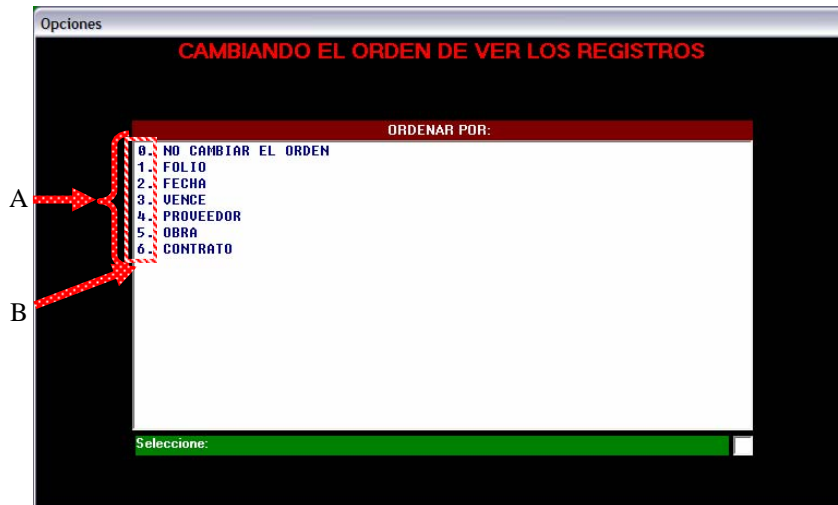 Opciones
CAMBIANDO EL ORDEN DE VER LOS REGISTROS
ORDENAR POR:
0. NO CAMBIAR EL ORDEN
1. FOLIO
2. FECHA
3. VENCE
4. PROVEEDOR
5. OBRA
6. CONTRATO
A
B
Seleccione: